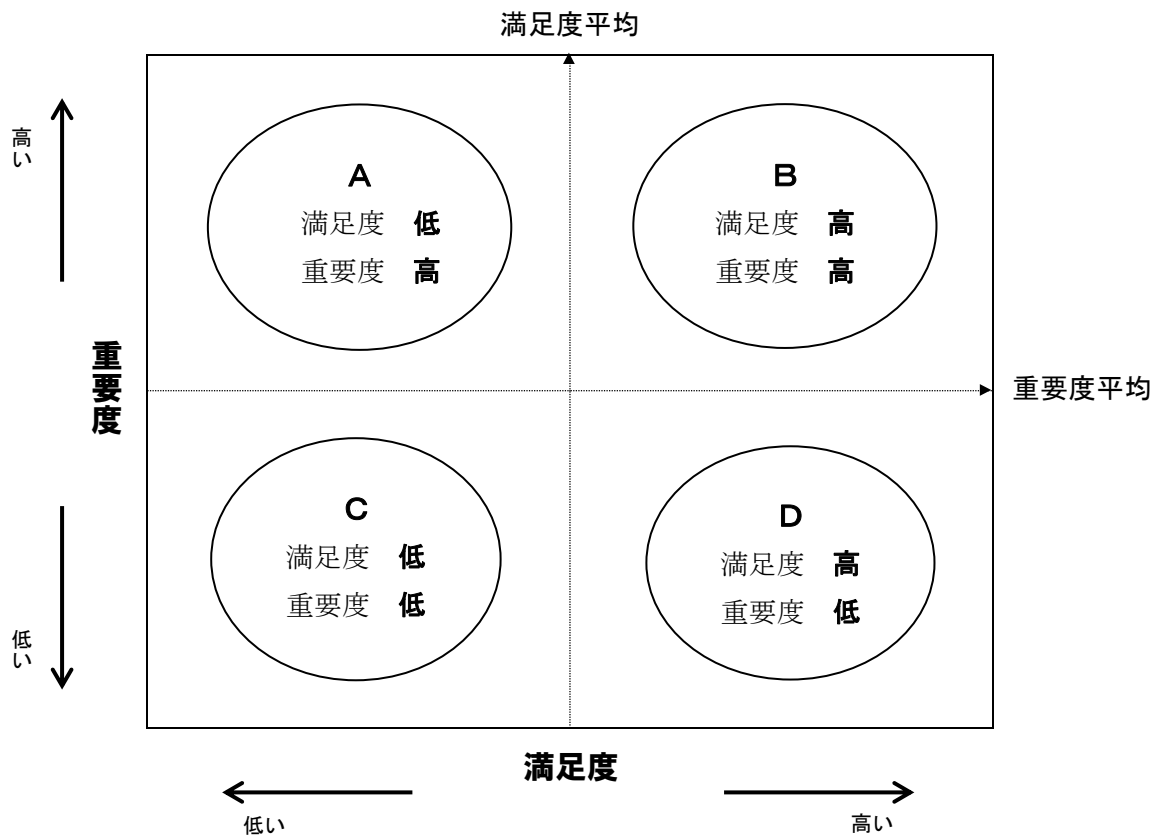 満足度平均
高い
A
満足度 低
重要度 高
B
満足度 高
重要度 高
重要度
重要度平均
C
満足度 低
重要度 低
D
満足度 高
重要度 低
低い
満足度
低い
高い